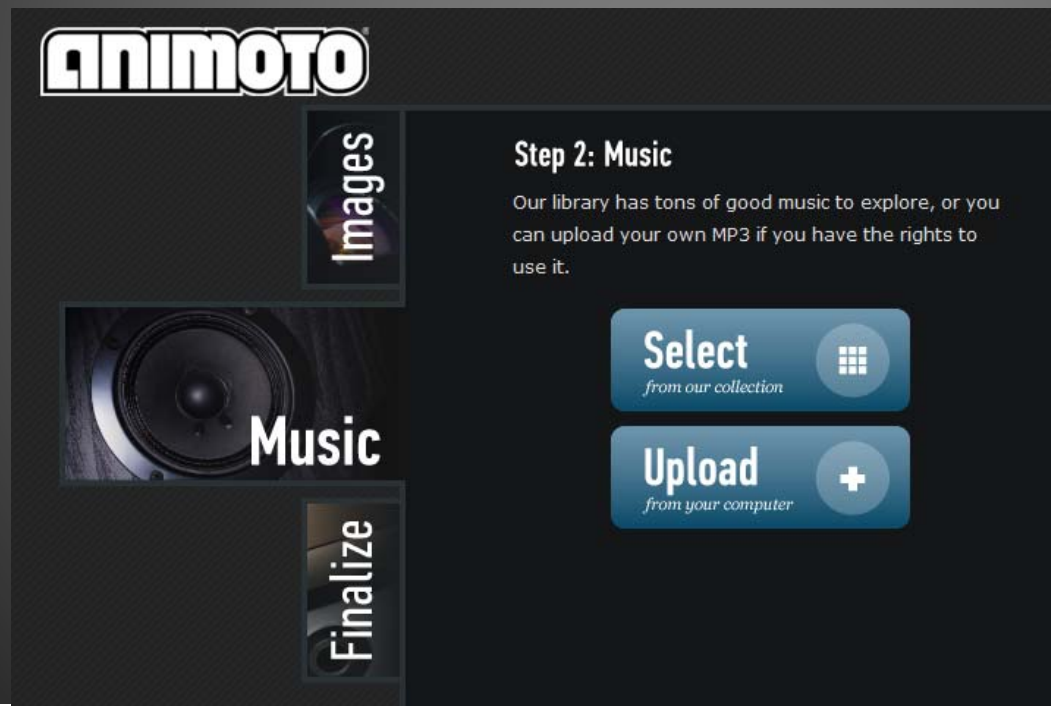 ANIMOTO®
Images
Step 2: Music
Our library has tons of good music to explore, or you
can upload your own MP3 if you have the rights to
use it.
Select
from our collection
Music
Upload
from your computer
Finalize